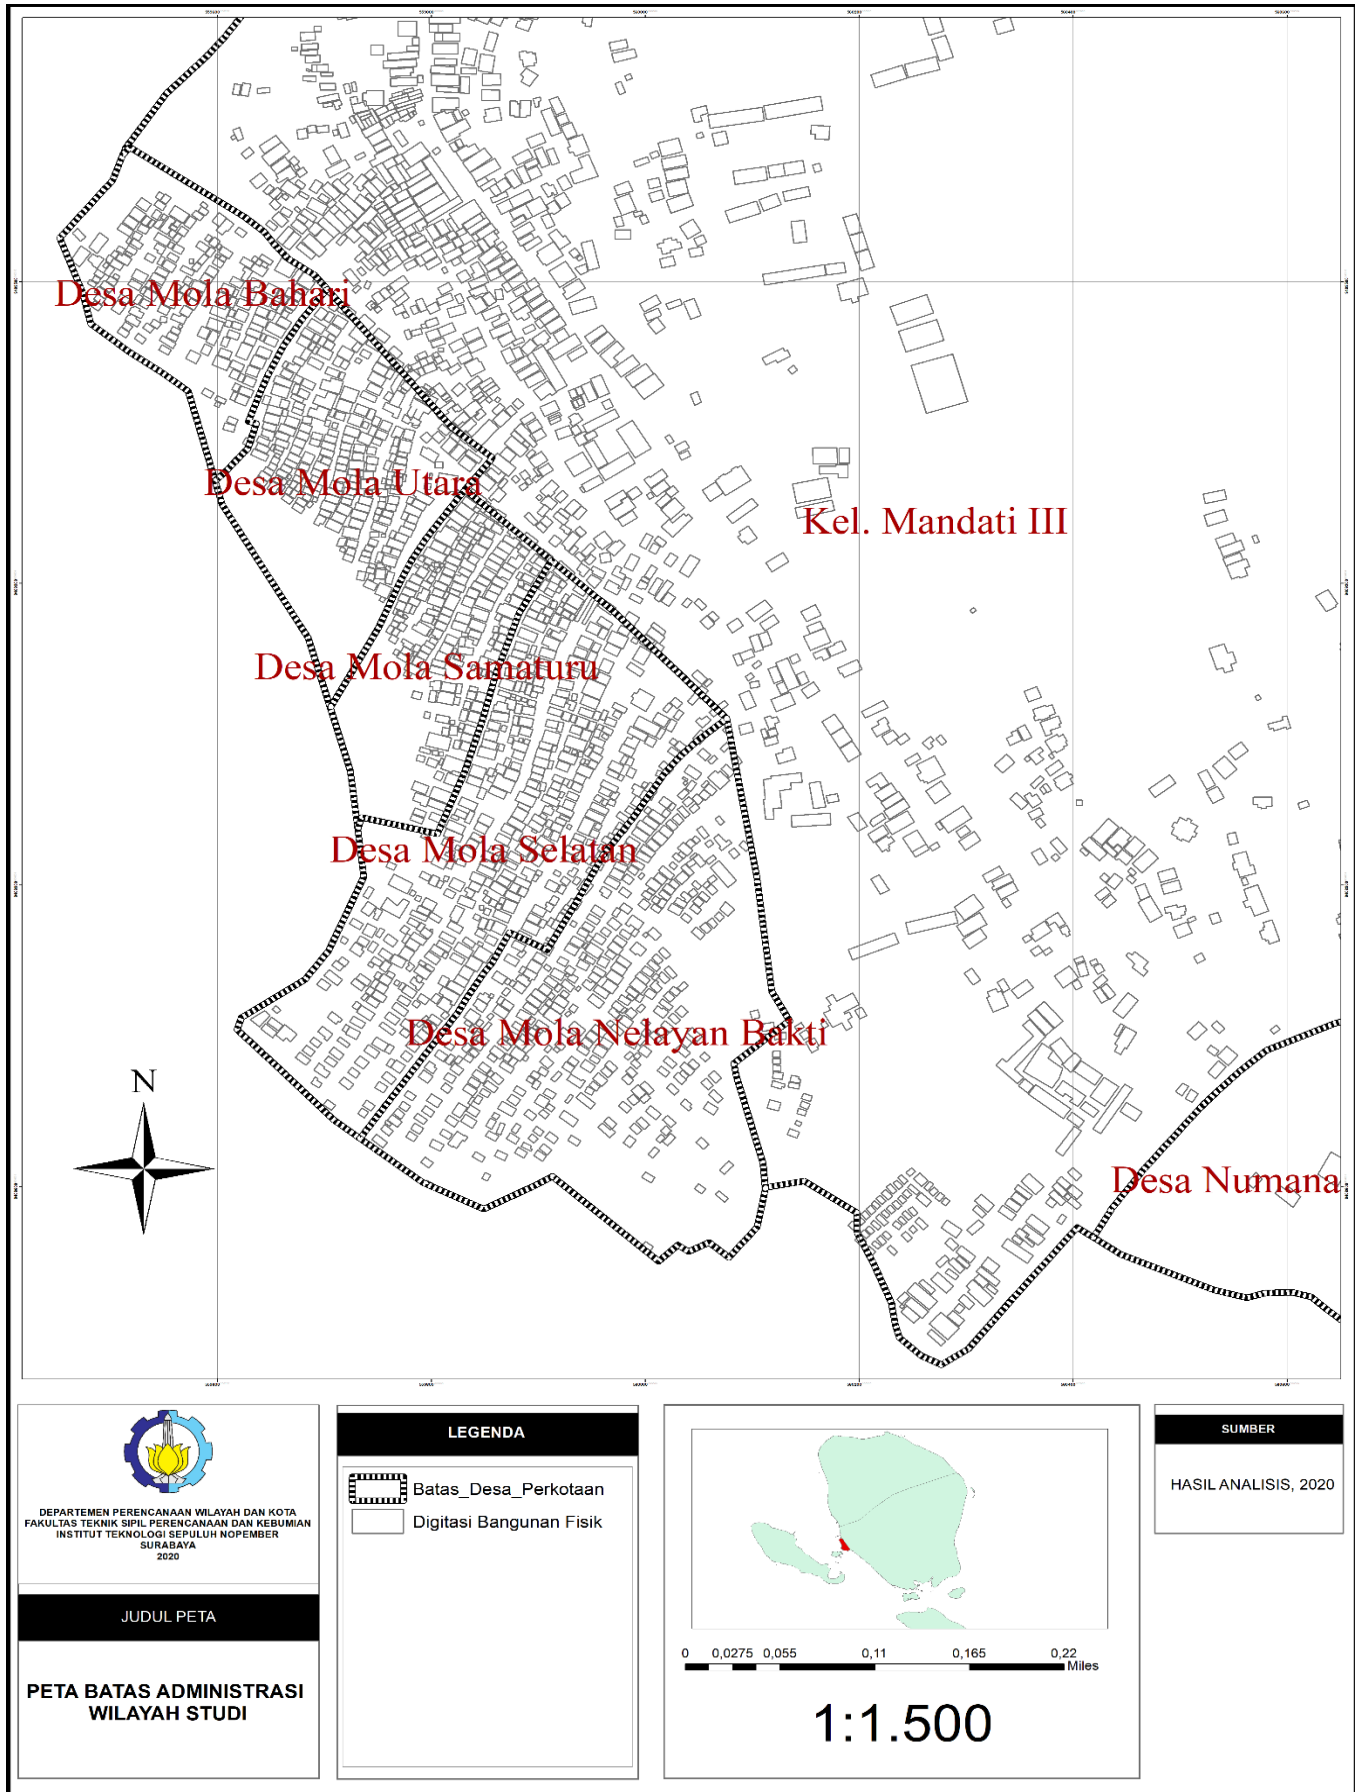 Desa Mola Bahari
Desa Mola Utara
Kel. Mandati III
Desa Mola Samaturu
Desa Mola Selatan
Desa Mola Nelayan Bakti
N
Desa Numana
DEPARTEMEN PERENCANAAN WILAYAH DAN KOTA
FAKULTAS TEKNIK SIPIL PERENCANAAN DAN KEBUMIAN
INSTITUT TEKNOLOGI SEPULUH NOPEMBER
SURABAYA
2020
JUDUL PETA
PETA BATAS ADMINISTRASI
WILAYAH STUDI
LEGENDA
Batas_Desa_Perkotaan
Digitasi Bangunan Fisik
0 0,0275 0,055 0,11 0,165 0,22
Miles
1:1.500
SUMBER
HASIL ANALISIS, 2020